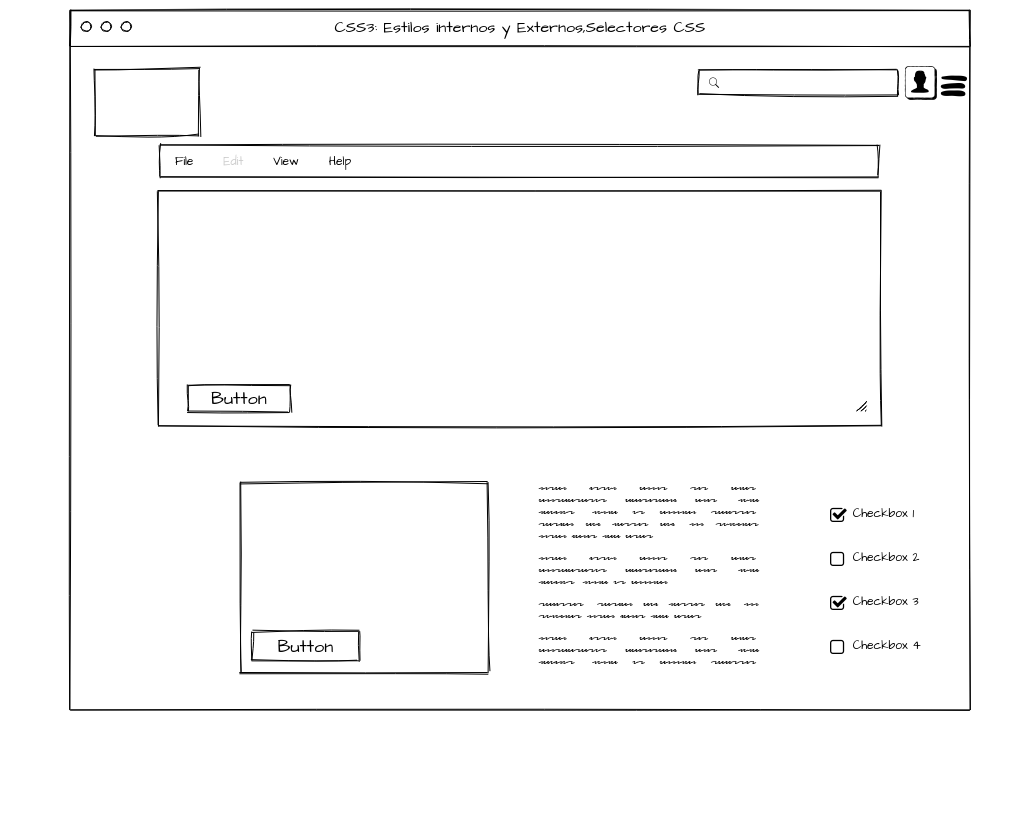 CSS3: Estilos internos y Externos,Selectores CSS
File Edit View Help
Button
Button
Checkbox 1
Checkbox 2
Checkbox 3
Checkbox 4